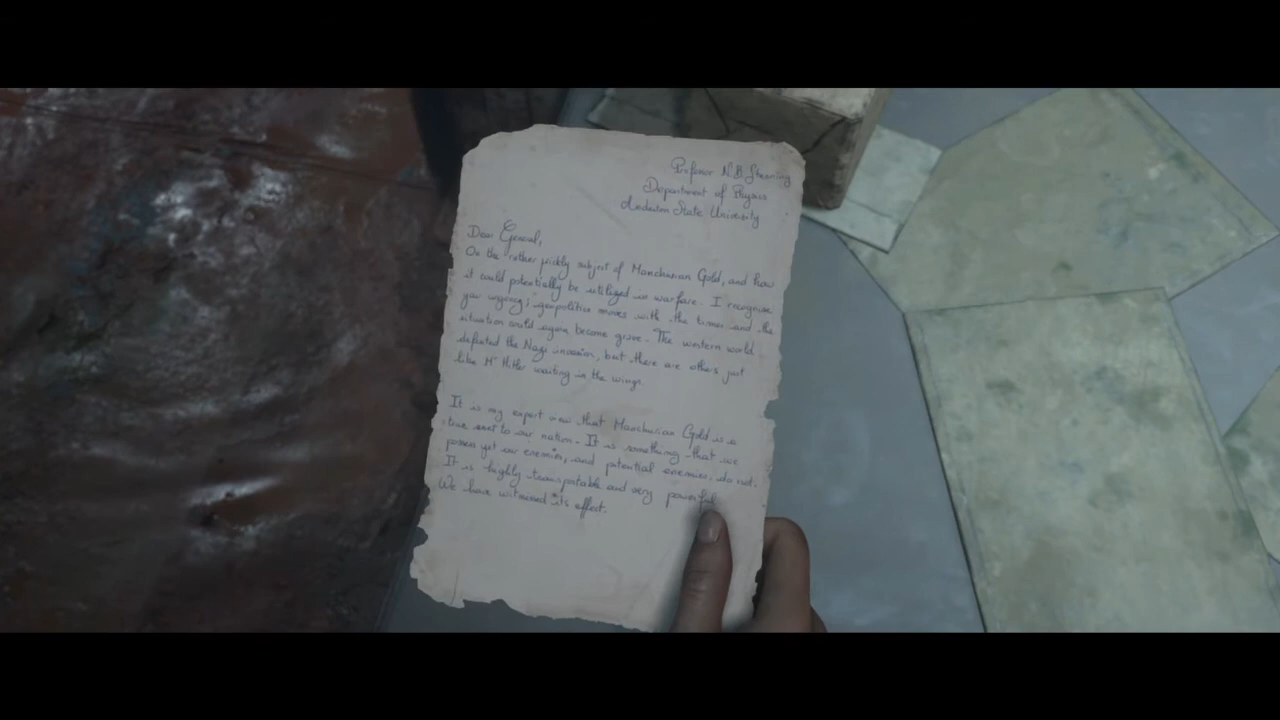 Professor N.B.
Department of Physics
State University
Dear General,
On the rather prickly subject of Manchurian Gold, and how
it could potentially be utilized in warfare. I recognise
your urgency; geopolitics moves with the times and the
situation could again become grave. The western world
defeated the Nazi invasion, but there are others just
like Mr Hitler waiting in the wings.
It is my expert view that Manchurian Gold is a
true asset to our nation. It is something that we
possess yet our enemies, and potential enemies, do not.
It is highly transportable and very powerful.
We have witnessed its effect.